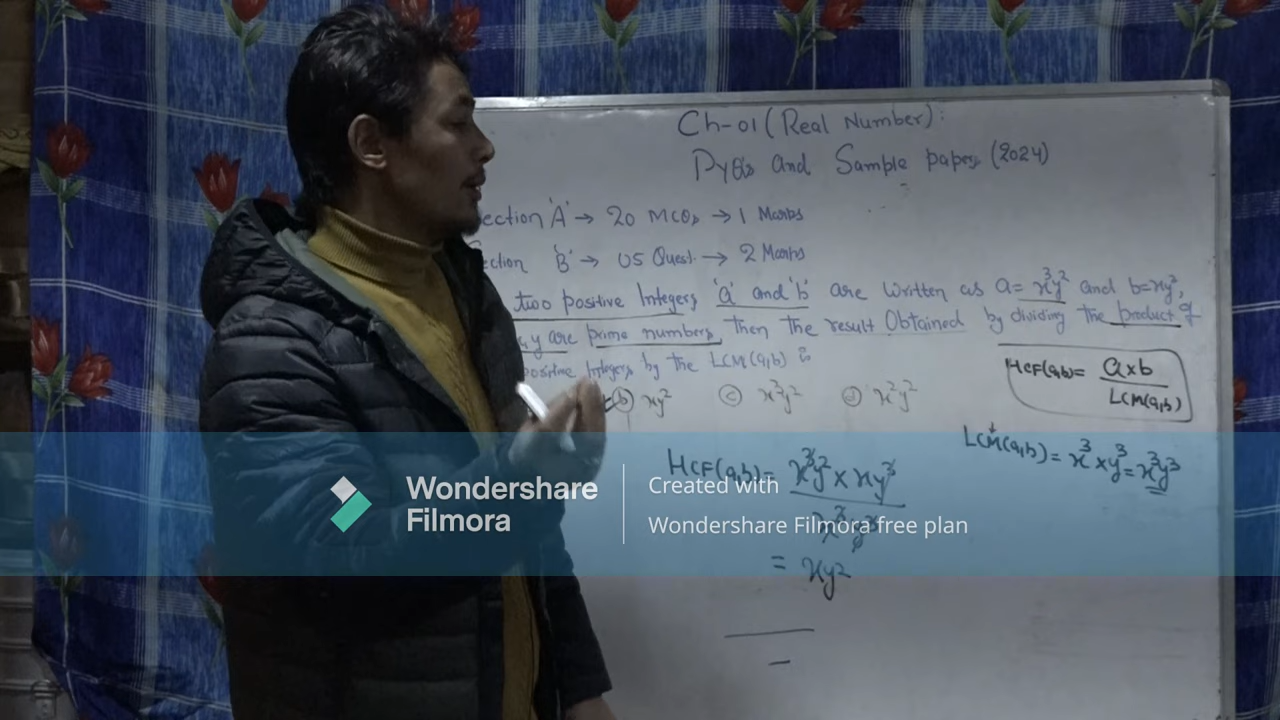 Ch-01 (Real Number):
PyQs and Sample papers (2024)
ection 'A' → 20 MCQs → 1 Marks
ection 'B' → 05 Quest. → 2 Marks
two positive Integers 'a' and 'b' are written as a = x³y² and b = xy³,
y are prime numbers, then the result Obtained by dividing the product of
positive Integers by the LCM(a,b) is
(b) xy² (c) x³y² (d) x²y²
HCF(a,b) = a×b / LCM(a,b)
LCM(a,b) = x³ × y³ = x³y³
HCF(a,b) = x³y² × xy³ / x³y³
= xy²
Wondershare Filmora
Created with
Wondershare Filmora free plan